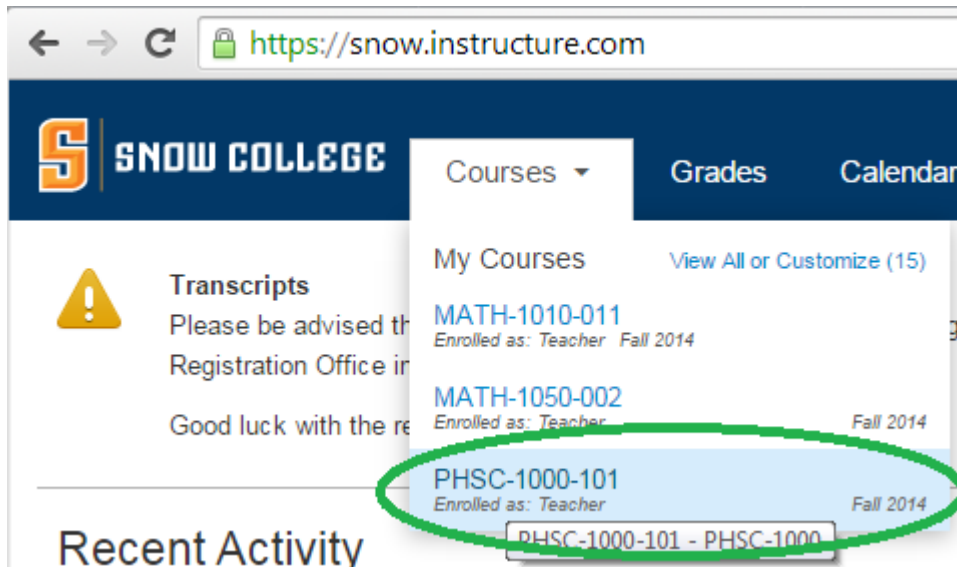 https://snow.instructure.com
S SNOW COLLEGE Courses Grades Calendar
My Courses View All or Customize (15)
Transcripts
Please be advised th
Registration Office in
Good luck with the re
MATH-1010-011
Enrolled as: Teacher Fall 2014
MATH-1050-002
Enrolled as: Teacher Fall 2014
PHSC-1000-101
Enrolled as: Teacher Fall 2014
PHSC-1000-101 - PHSC-1000
Recent Activity